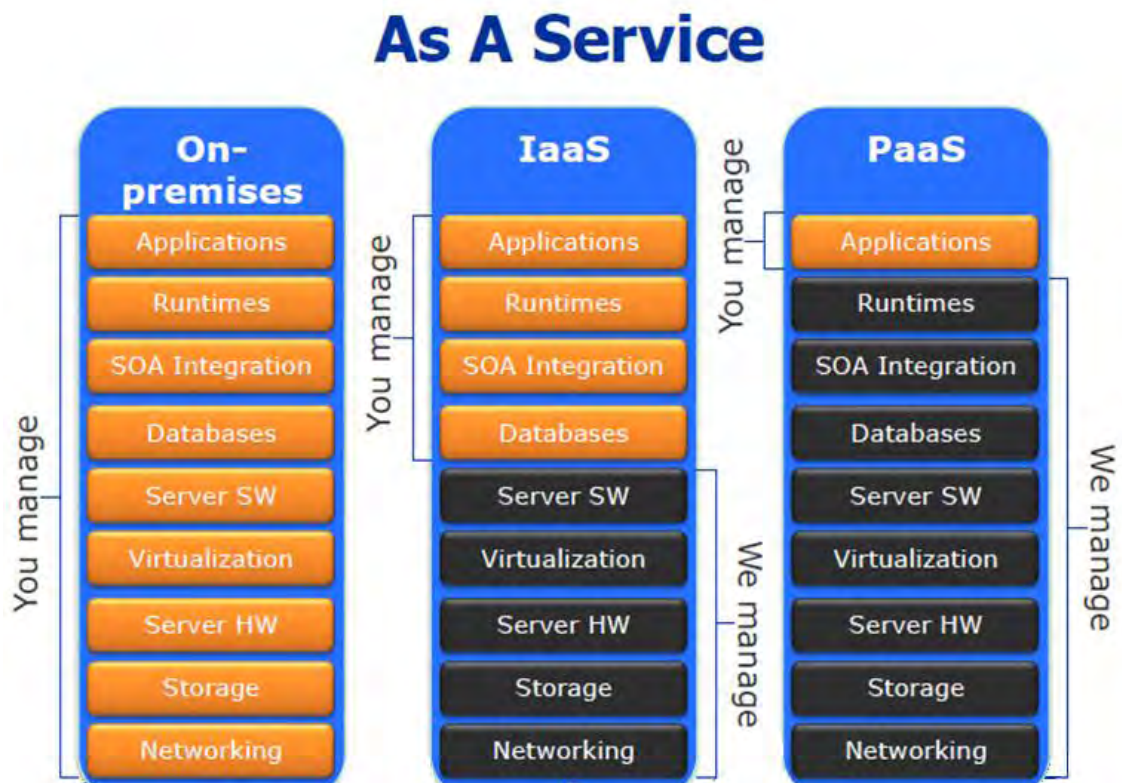 As A Service
On-
premises
Applications
Runtimes
SOA Integration
Databases
Server SW
Virtualization
Server HW
Storage
Networking
You manage
IaaS
Applications
Runtimes
SOA Integration
Databases
Server SW
Virtualization
Server HW
Storage
Networking
You manage
We manage
PaaS
Applications
Runtimes
SOA Integration
Databases
Server SW
Virtualization
Server HW
Storage
Networking
You manage
We manage